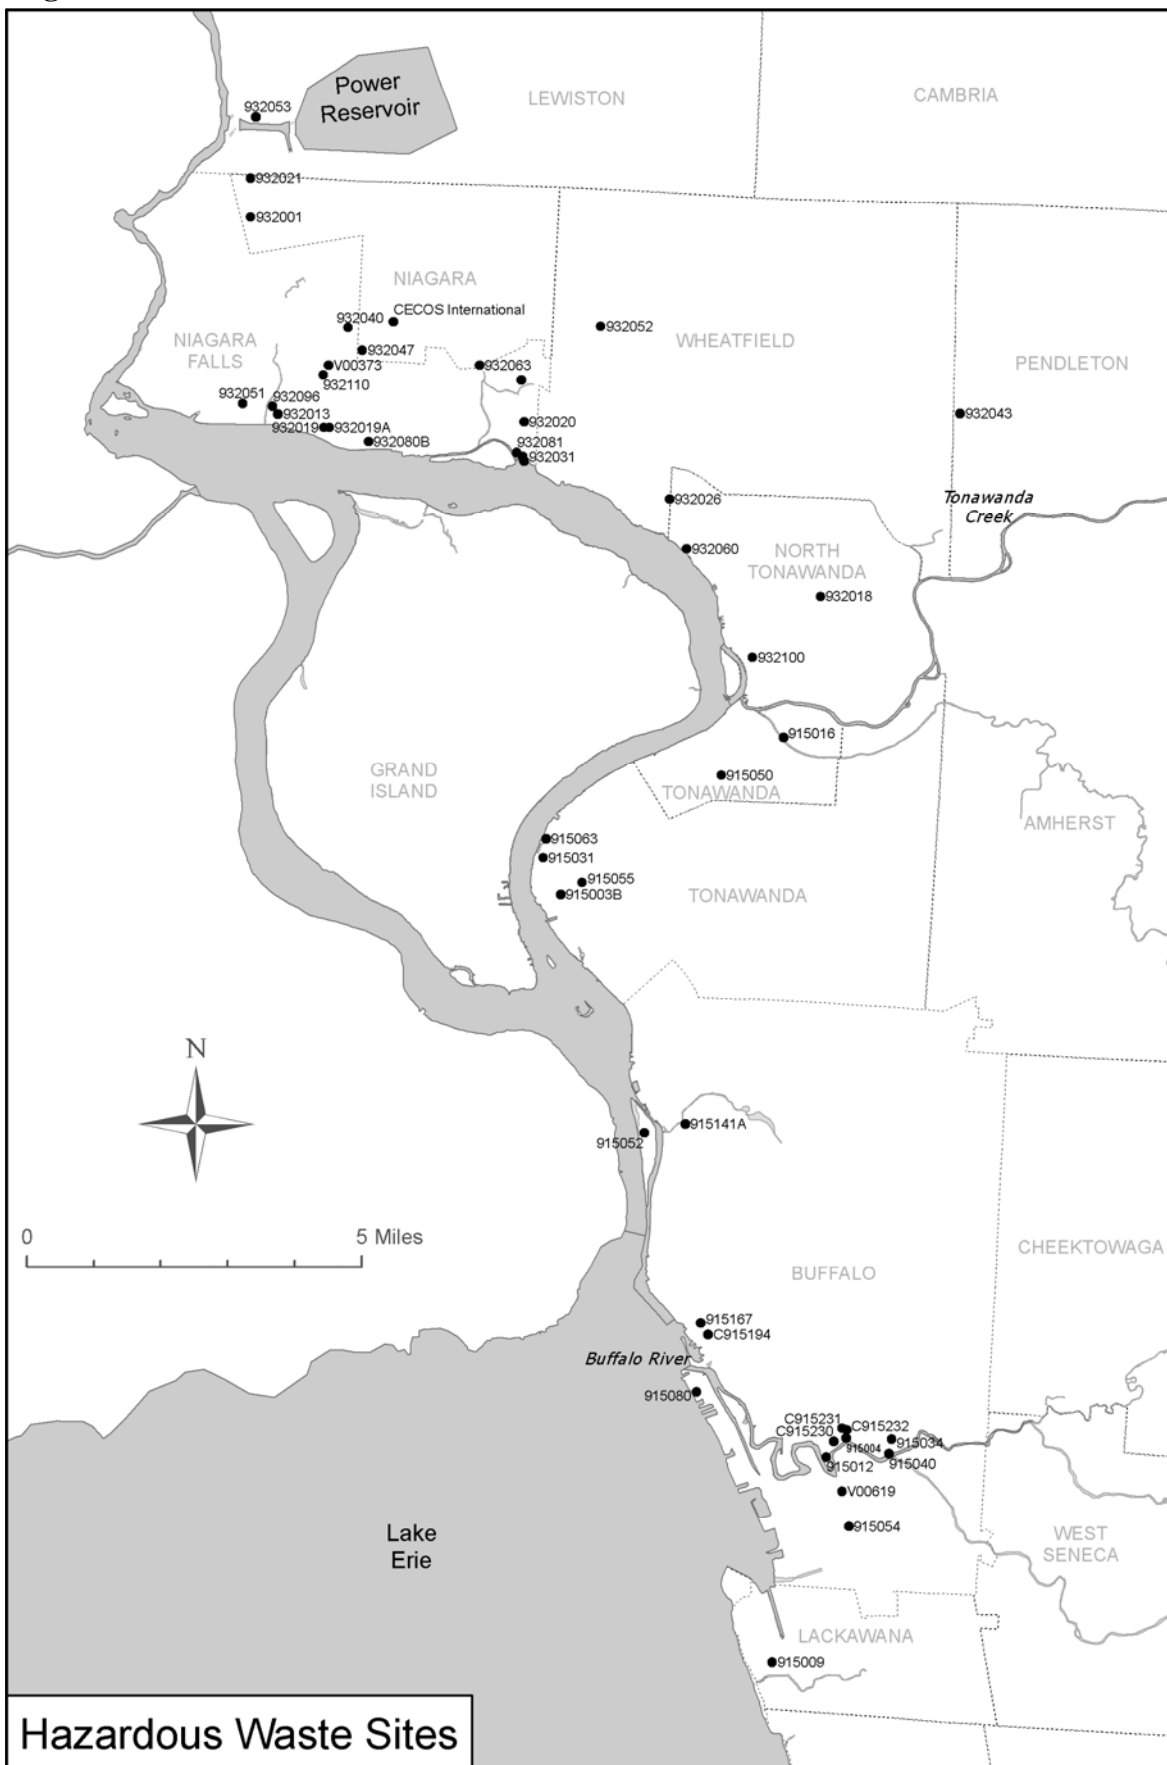 Power
Reservoir
LEWISTON
CAMBRIA
932053
932021
932001
NIAGARA
CECOS International
932040
932052
NIAGARA
FALLS
932047
WHEATFIELD
V00373
932063
PENDLETON
932110
932051
932096
932013
932043
932019
932019A
932020
932080B
932081
932031
932026
Tonawanda
Creek
932060
NORTH
TONAWANDA
932018
932100
915016
GRAND
ISLAND
915050
TONAWANDA
AMHERST
915063
915031
915055
915003B
TONAWANDA
N
915141A
915052
0
5 Miles
CHEEKTOWAGA
BUFFALO
915167
C915194
Buffalo River
915080
C915231
C915232
C915230
915004
915034
915012
915040
V00619
915054
Lake
Erie
WEST
SENECA
LACKAWANA
915009
Hazardous Waste Sites